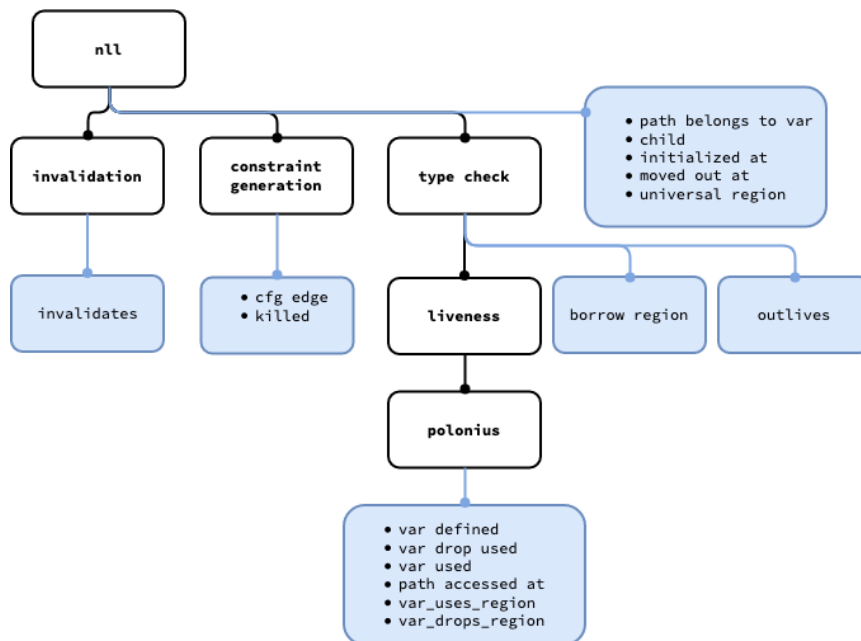 nll
• path belongs to var
• child
• initialized at
• moved out at
• universal region
invalidation
constraint
generation
type check
invalidates
• cfg edge
• killed
liveness
borrow region
outlives
polonius
• var defined
• var drop used
• var used
• path accessed at
• var_uses_region
• var_drops_region